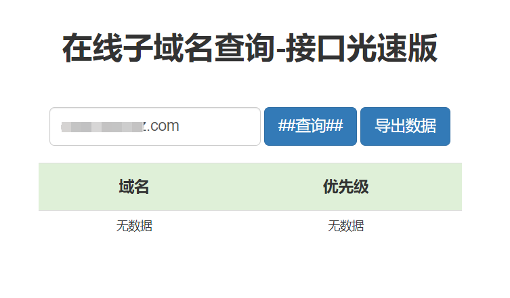 在线子域名查询-接口光速版
z.com ##查询## 导出数据
域名 优先级
无数据 无数据